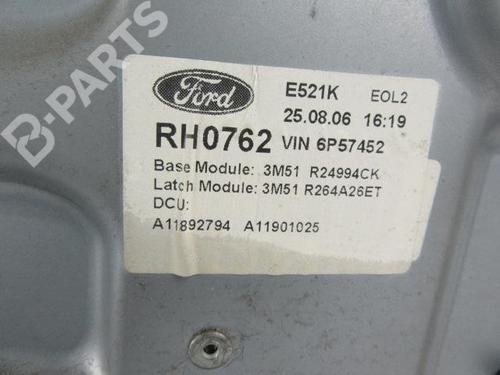 B-PARTS
Ford
E521K EOL2
25.08.06 16:19
RH0762 VIN 6P57452
Base Module: 3M51 R24994CK
Latch Module: 3M51 R264A26ET
DCU:
A11892794 A11901025